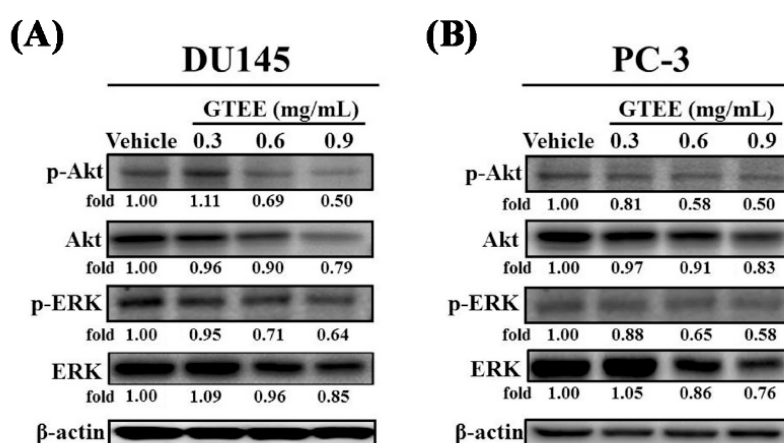 (A)
DU145
GTEE (mg/mL)
Vehicle 0.3 0.6 0.9
p-Akt
fold 1.00 1.11 0.69 0.50
Akt
fold 1.00 0.96 0.90 0.79
p-ERK
fold 1.00 0.95 0.71 0.64
ERK
fold 1.00 1.09 0.96 0.85
β-actin
(B)
PC-3
GTEE (mg/mL)
Vehicle 0.3 0.6 0.9
p-Akt
fold 1.00 0.81 0.58 0.50
Akt
fold 1.00 0.97 0.91 0.83
p-ERK
fold 1.00 0.88 0.65 0.58
ERK
fold 1.00 1.05 0.86 0.76
β-actin